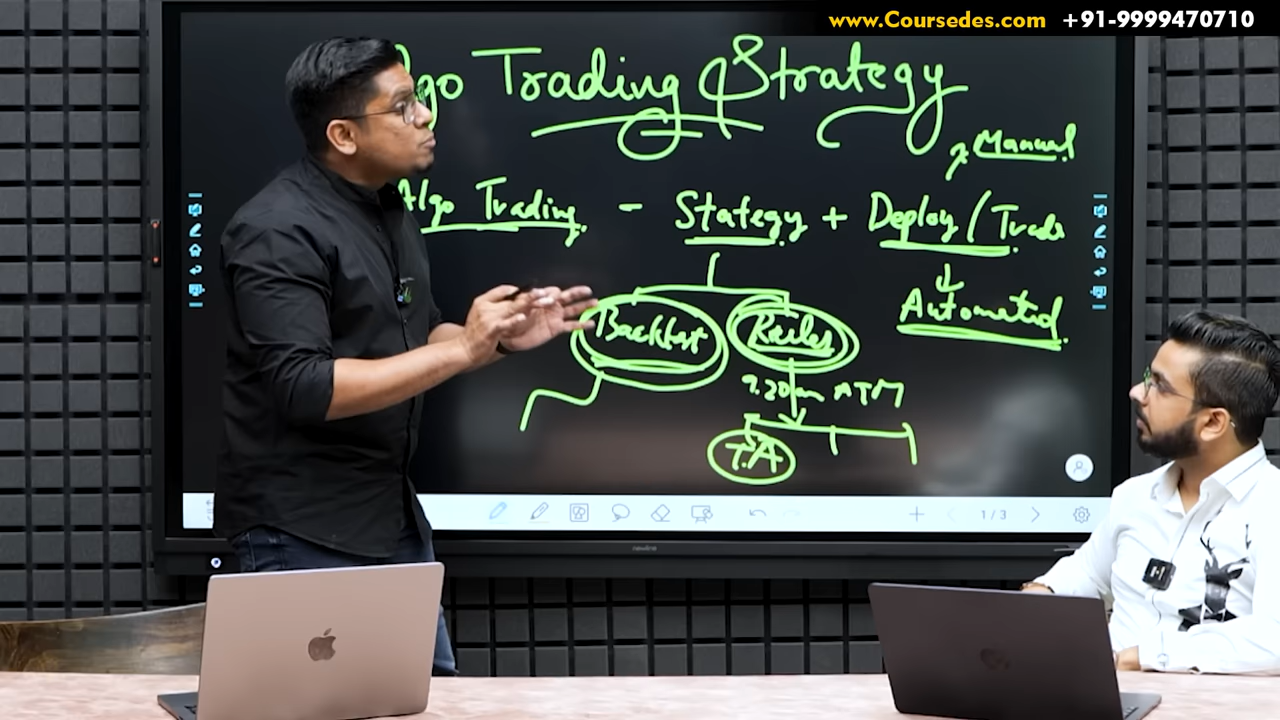 www.Coursedes.com +91-9999470710
Algo Trading Strategy
Manual
Algo Trading - Stategy + Deploy / Trade
Automated
Backtest Rules
9.20am ATM
T.A
1 / 3
newline